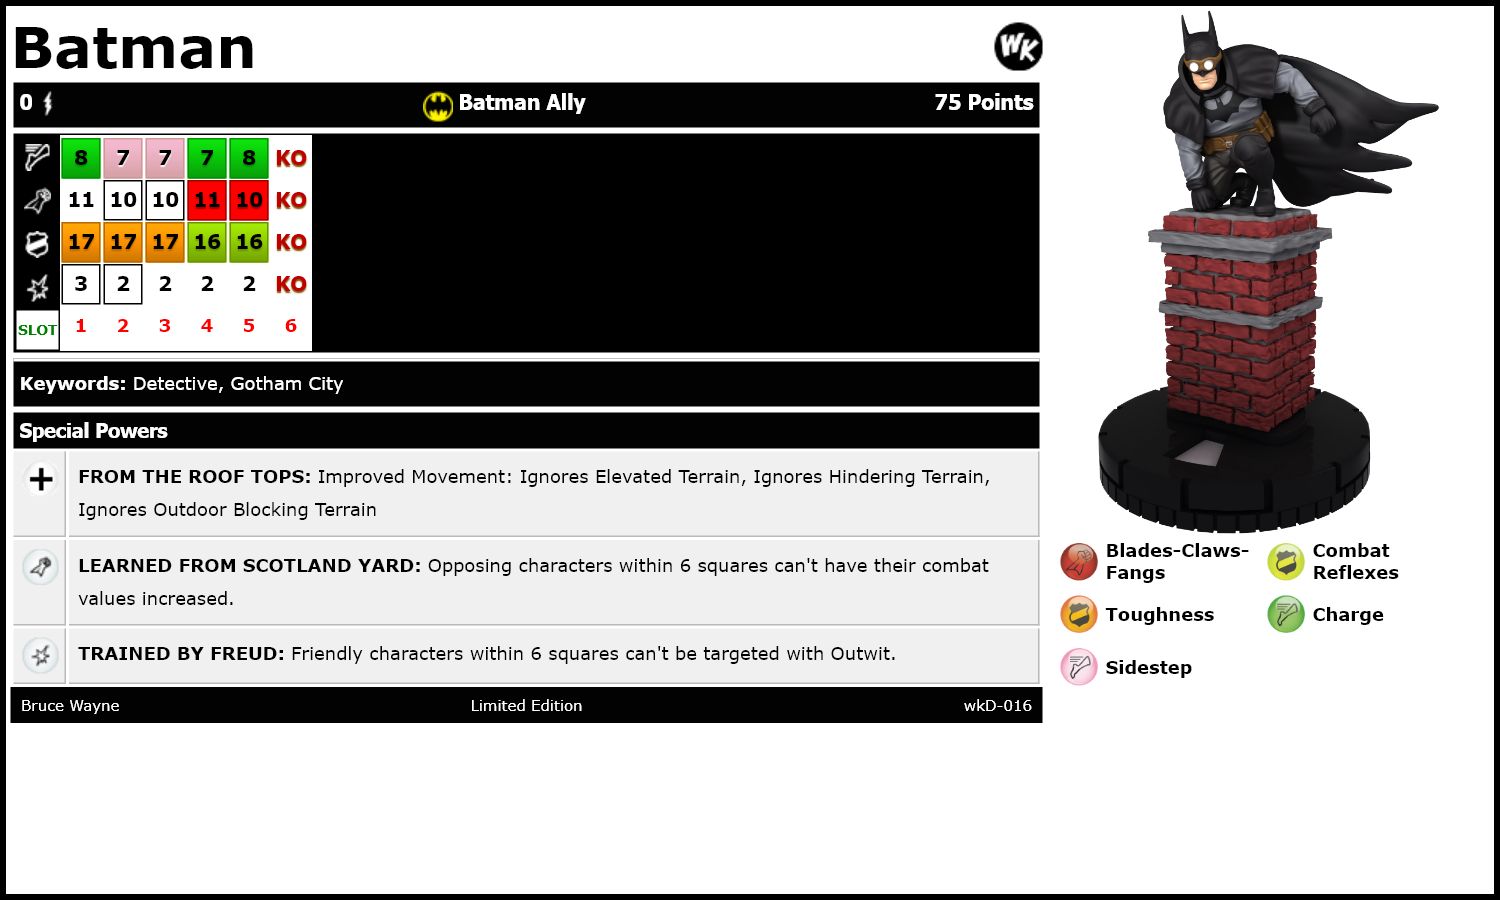 Batman
WK
0 Batman Ally 75 Points
8 7 7 7 8 KO
11 10 10 11 10 KO
17 17 17 16 16 KO
3 2 2 2 2 KO
SLOT 1 2 3 4 5 6
Keywords: Detective, Gotham City
Special Powers
FROM THE ROOF TOPS: Improved Movement: Ignores Elevated Terrain, Ignores Hindering Terrain,
Ignores Outdoor Blocking Terrain
LEARNED FROM SCOTLAND YARD: Opposing characters within 6 squares can't have their combat
values increased.
TRAINED BY FREUD: Friendly characters within 6 squares can't be targeted with Outwit.
Bruce Wayne Limited Edition wkD-016
Blades-Claws-
Fangs
Combat
Reflexes
Toughness
Charge
Sidestep